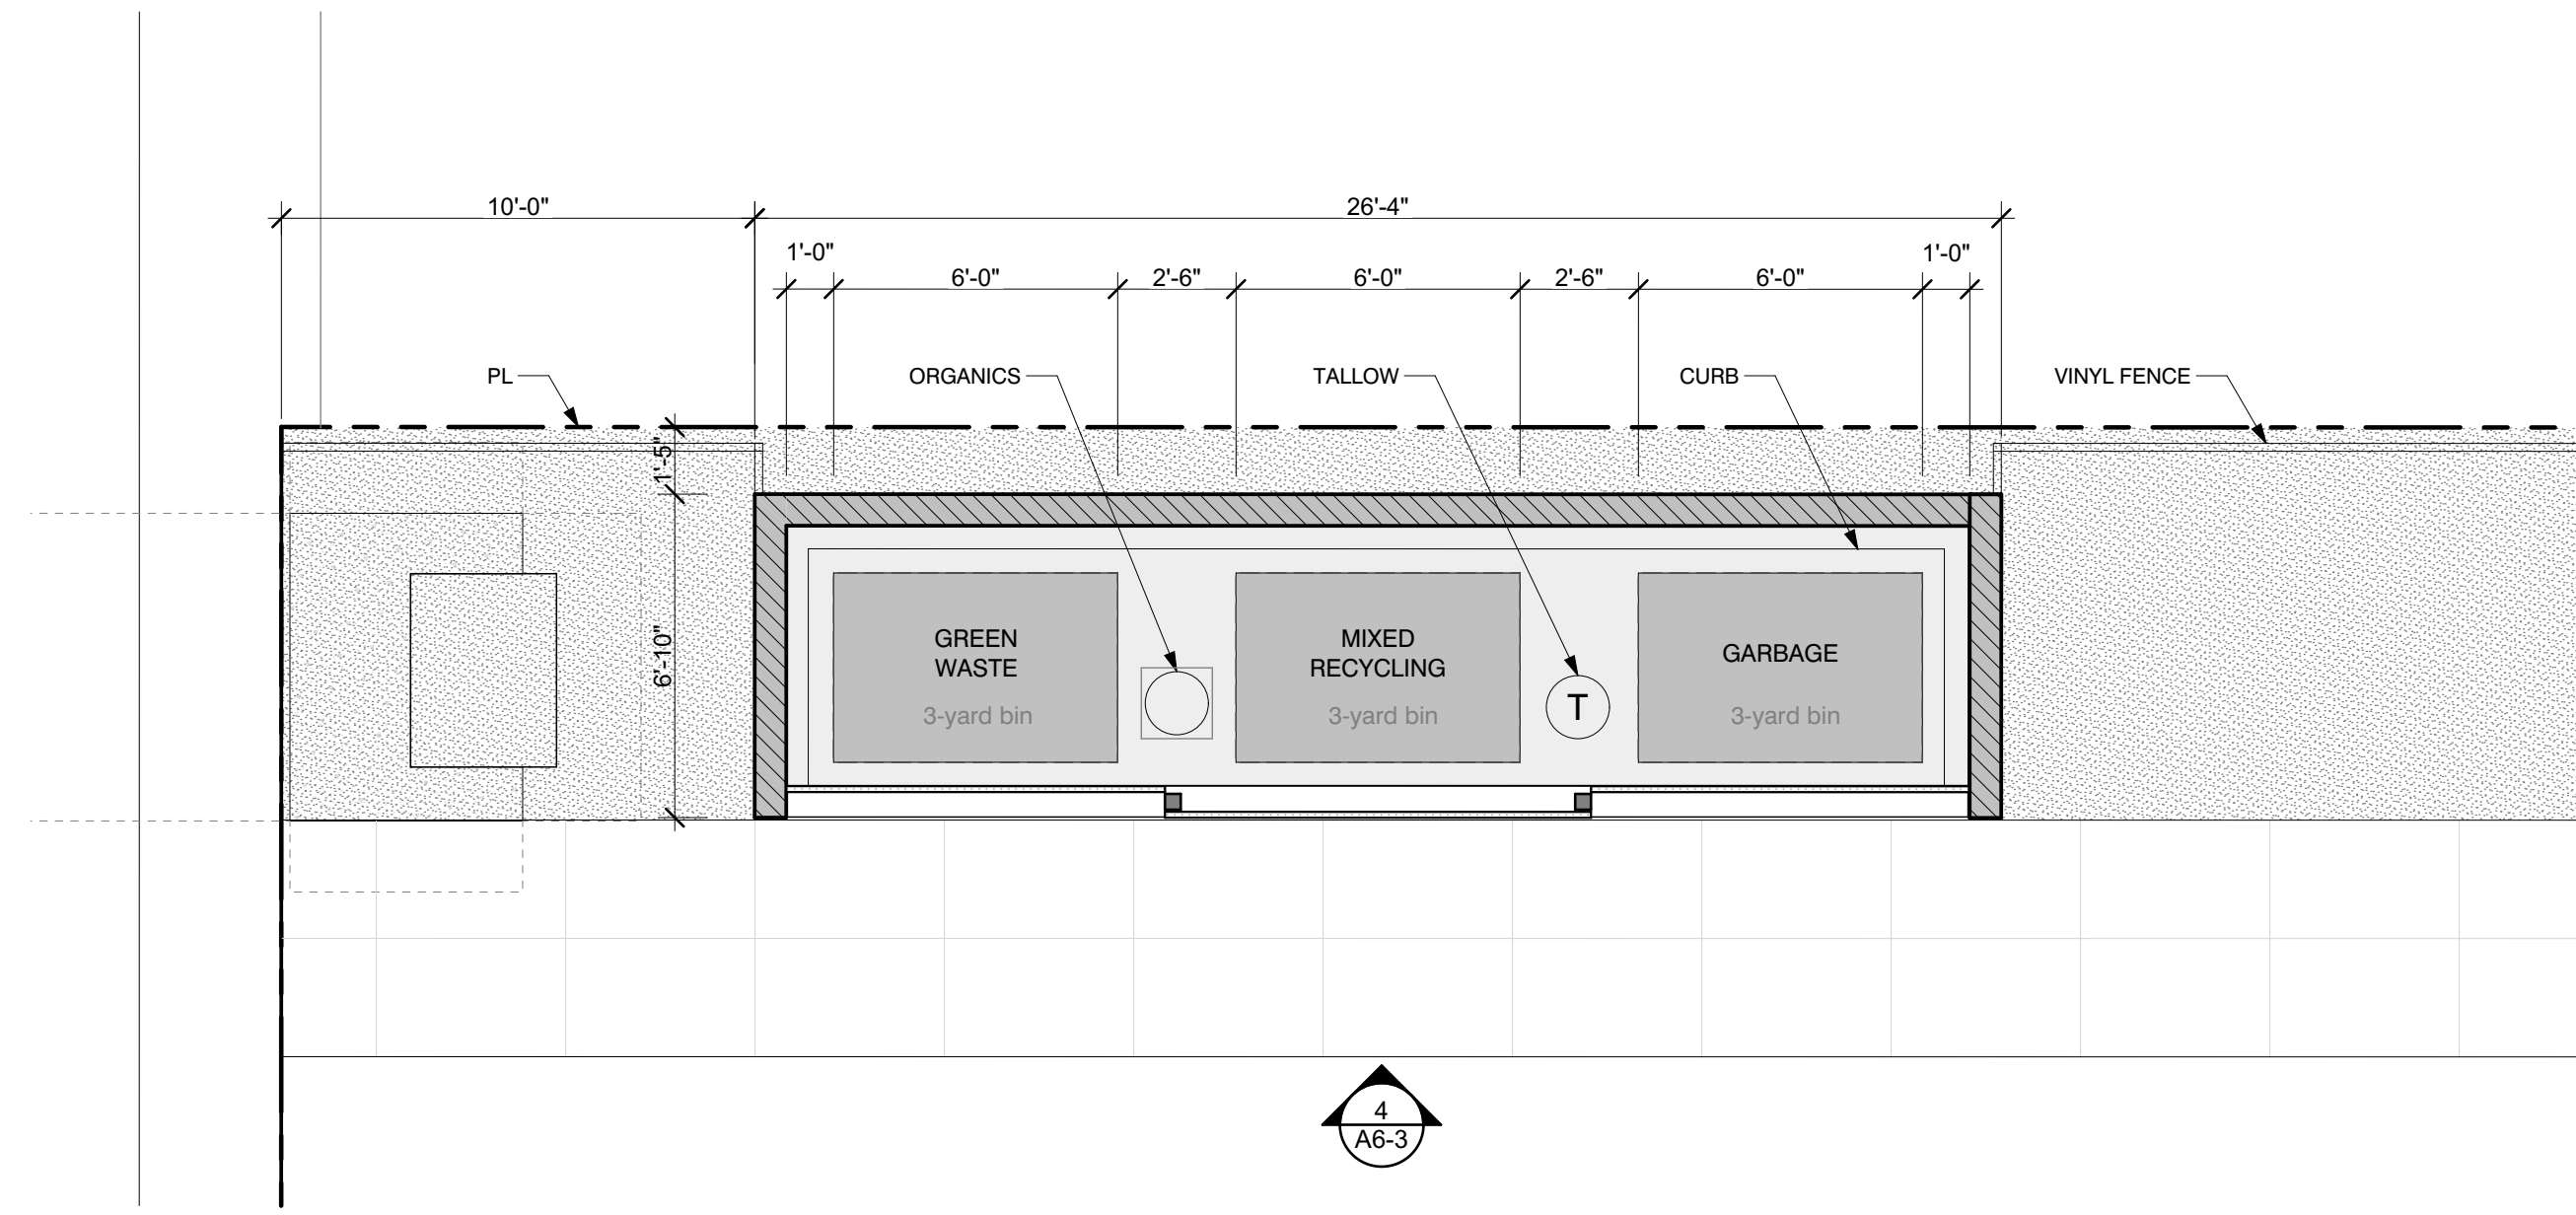 10'-0"
26'-4"
1'-0"
1'-0"
6'-0"
2'-6"
6'-0"
2'-6"
6'-0"
PL
ORGANICS
TALLOW
CURB
VINYL FENCE
1'-5"
6'-10"
GREEN
WASTE
3-yard bin
MIXED
RECYCLING
3-yard bin
T
GARBAGE
3-yard bin
4
A6-3